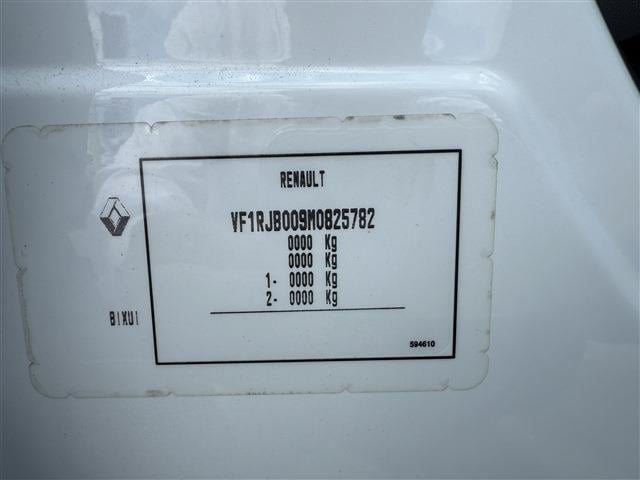 RENAULT
VF1RJB009M0825782
0000 Kg
0000 Kg
1- 0000 Kg
2- 0000 Kg
BIXUI
594610